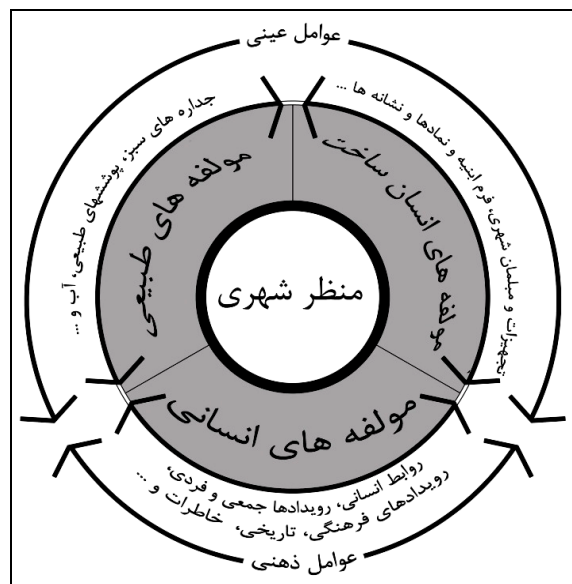 عوامل عینی
تجهیزات و مبلمان شهری، فرم ابنیه و نمادها و نشانه ها ...
جداره های سبز، پوششهای طبیعی، آب و ...
مولفه های انسان ساخت
مولفه های طبیعی
منظر شهری
مولفه های انسانی
روابط انسانی، رویدادها جمعی و فردی،
رویدادهای فرهنگی، تاریخی، خاطرات و ...
عوامل ذهنی